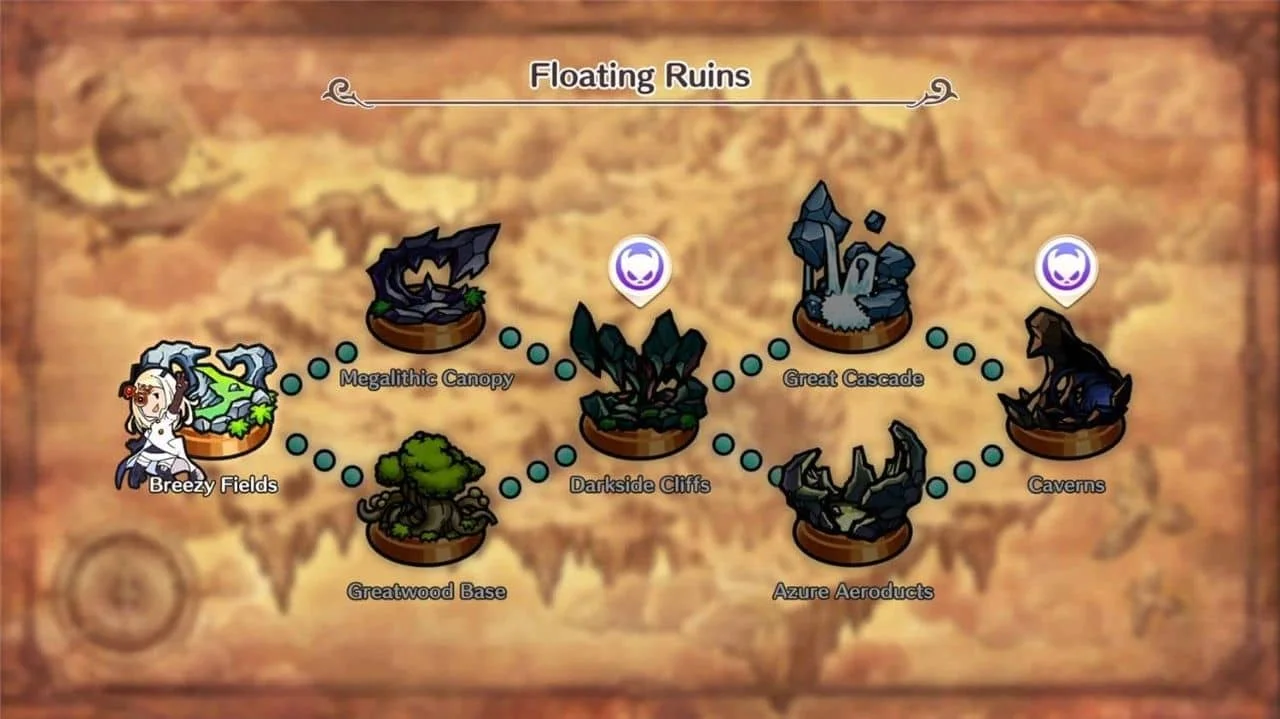 Floating Ruins
Megalithic Canopy
Great Cascade
Breezy Fields
Darkside Cliffs
Caverns
Greatwood Base
Azure Aeroducts